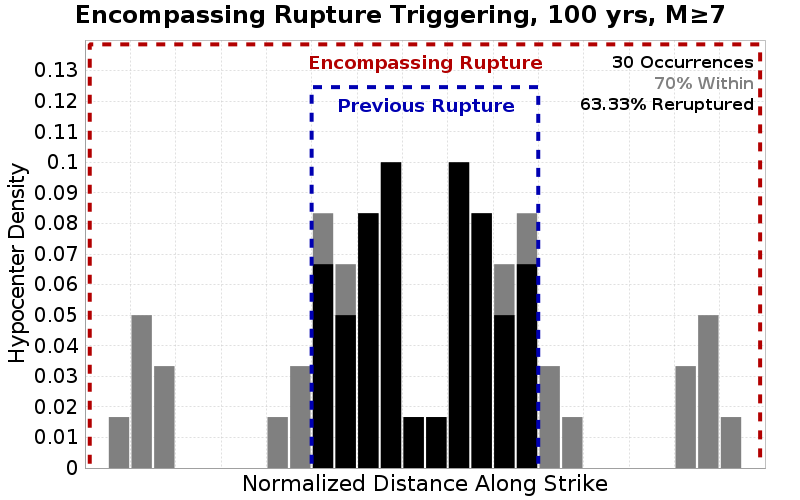 Encompassing Rupture Triggering, 100 yrs, M≥7
Encompassing Rupture
Previous Rupture
30 Occurrences
70% Within
63.33% Reruptured
Hypocenter Density
0.13
0.12
0.11
0.1
0.09
0.08
0.07
0.06
0.05
0.04
0.03
0.02
0.01
0
Normalized Distance Along Strike